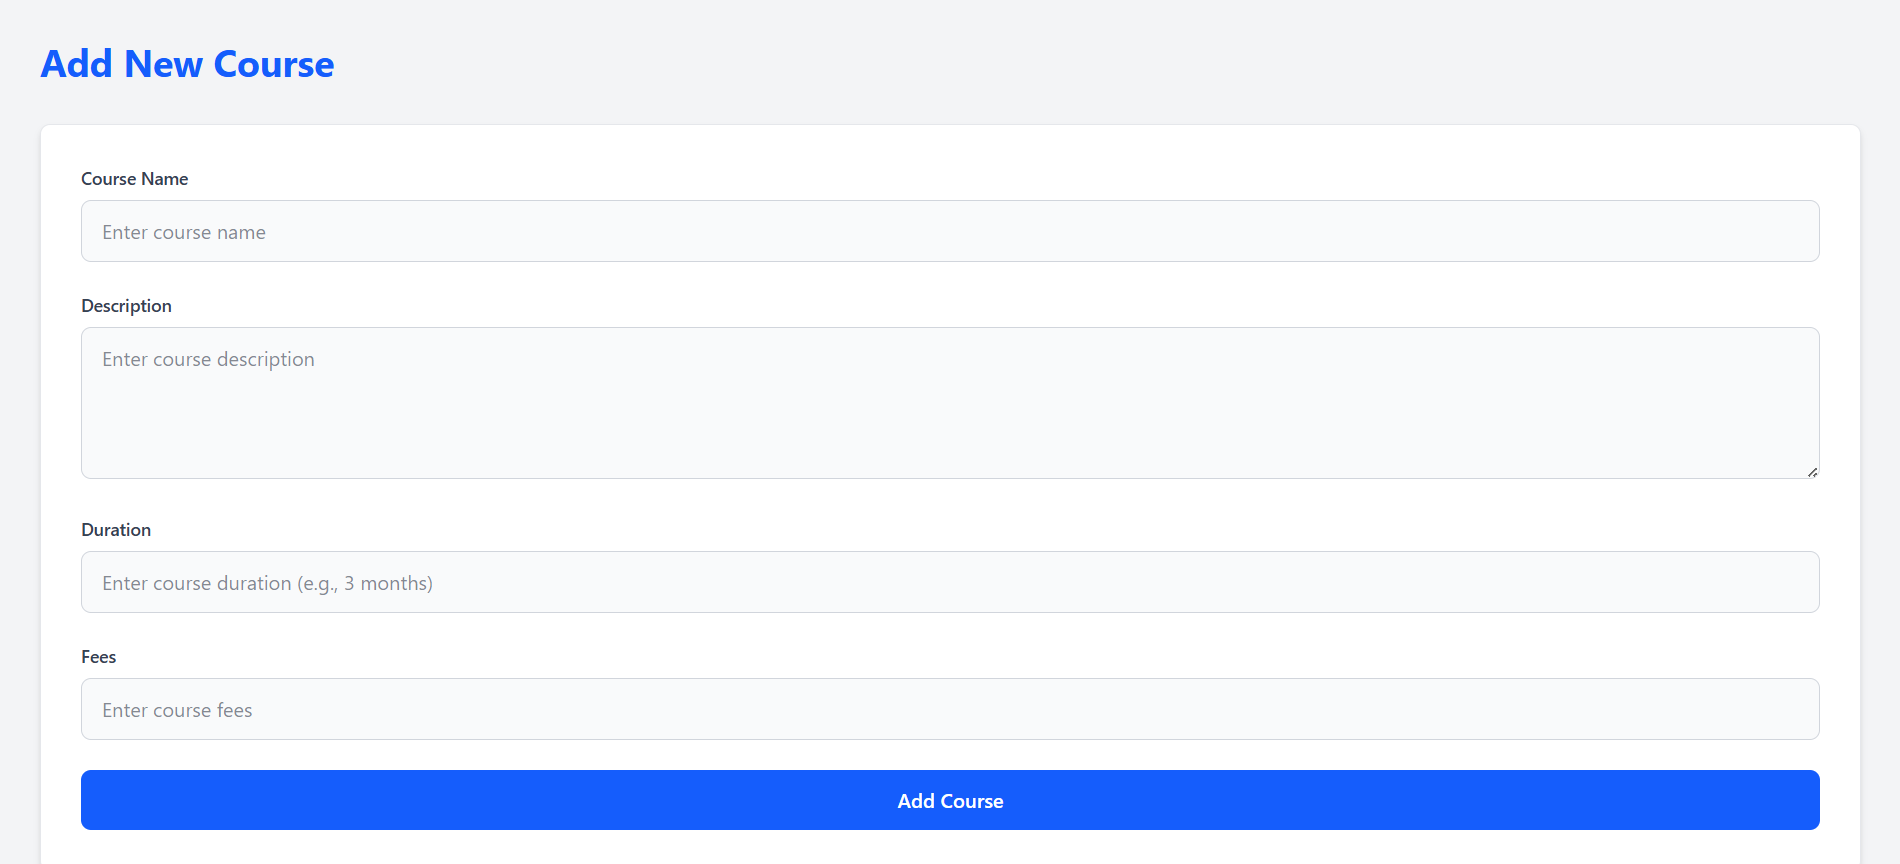 Add New Course
Course Name
Enter course name
Description
Enter course description
Duration
Enter course duration (e.g., 3 months)
Fees
Enter course fees
Add Course